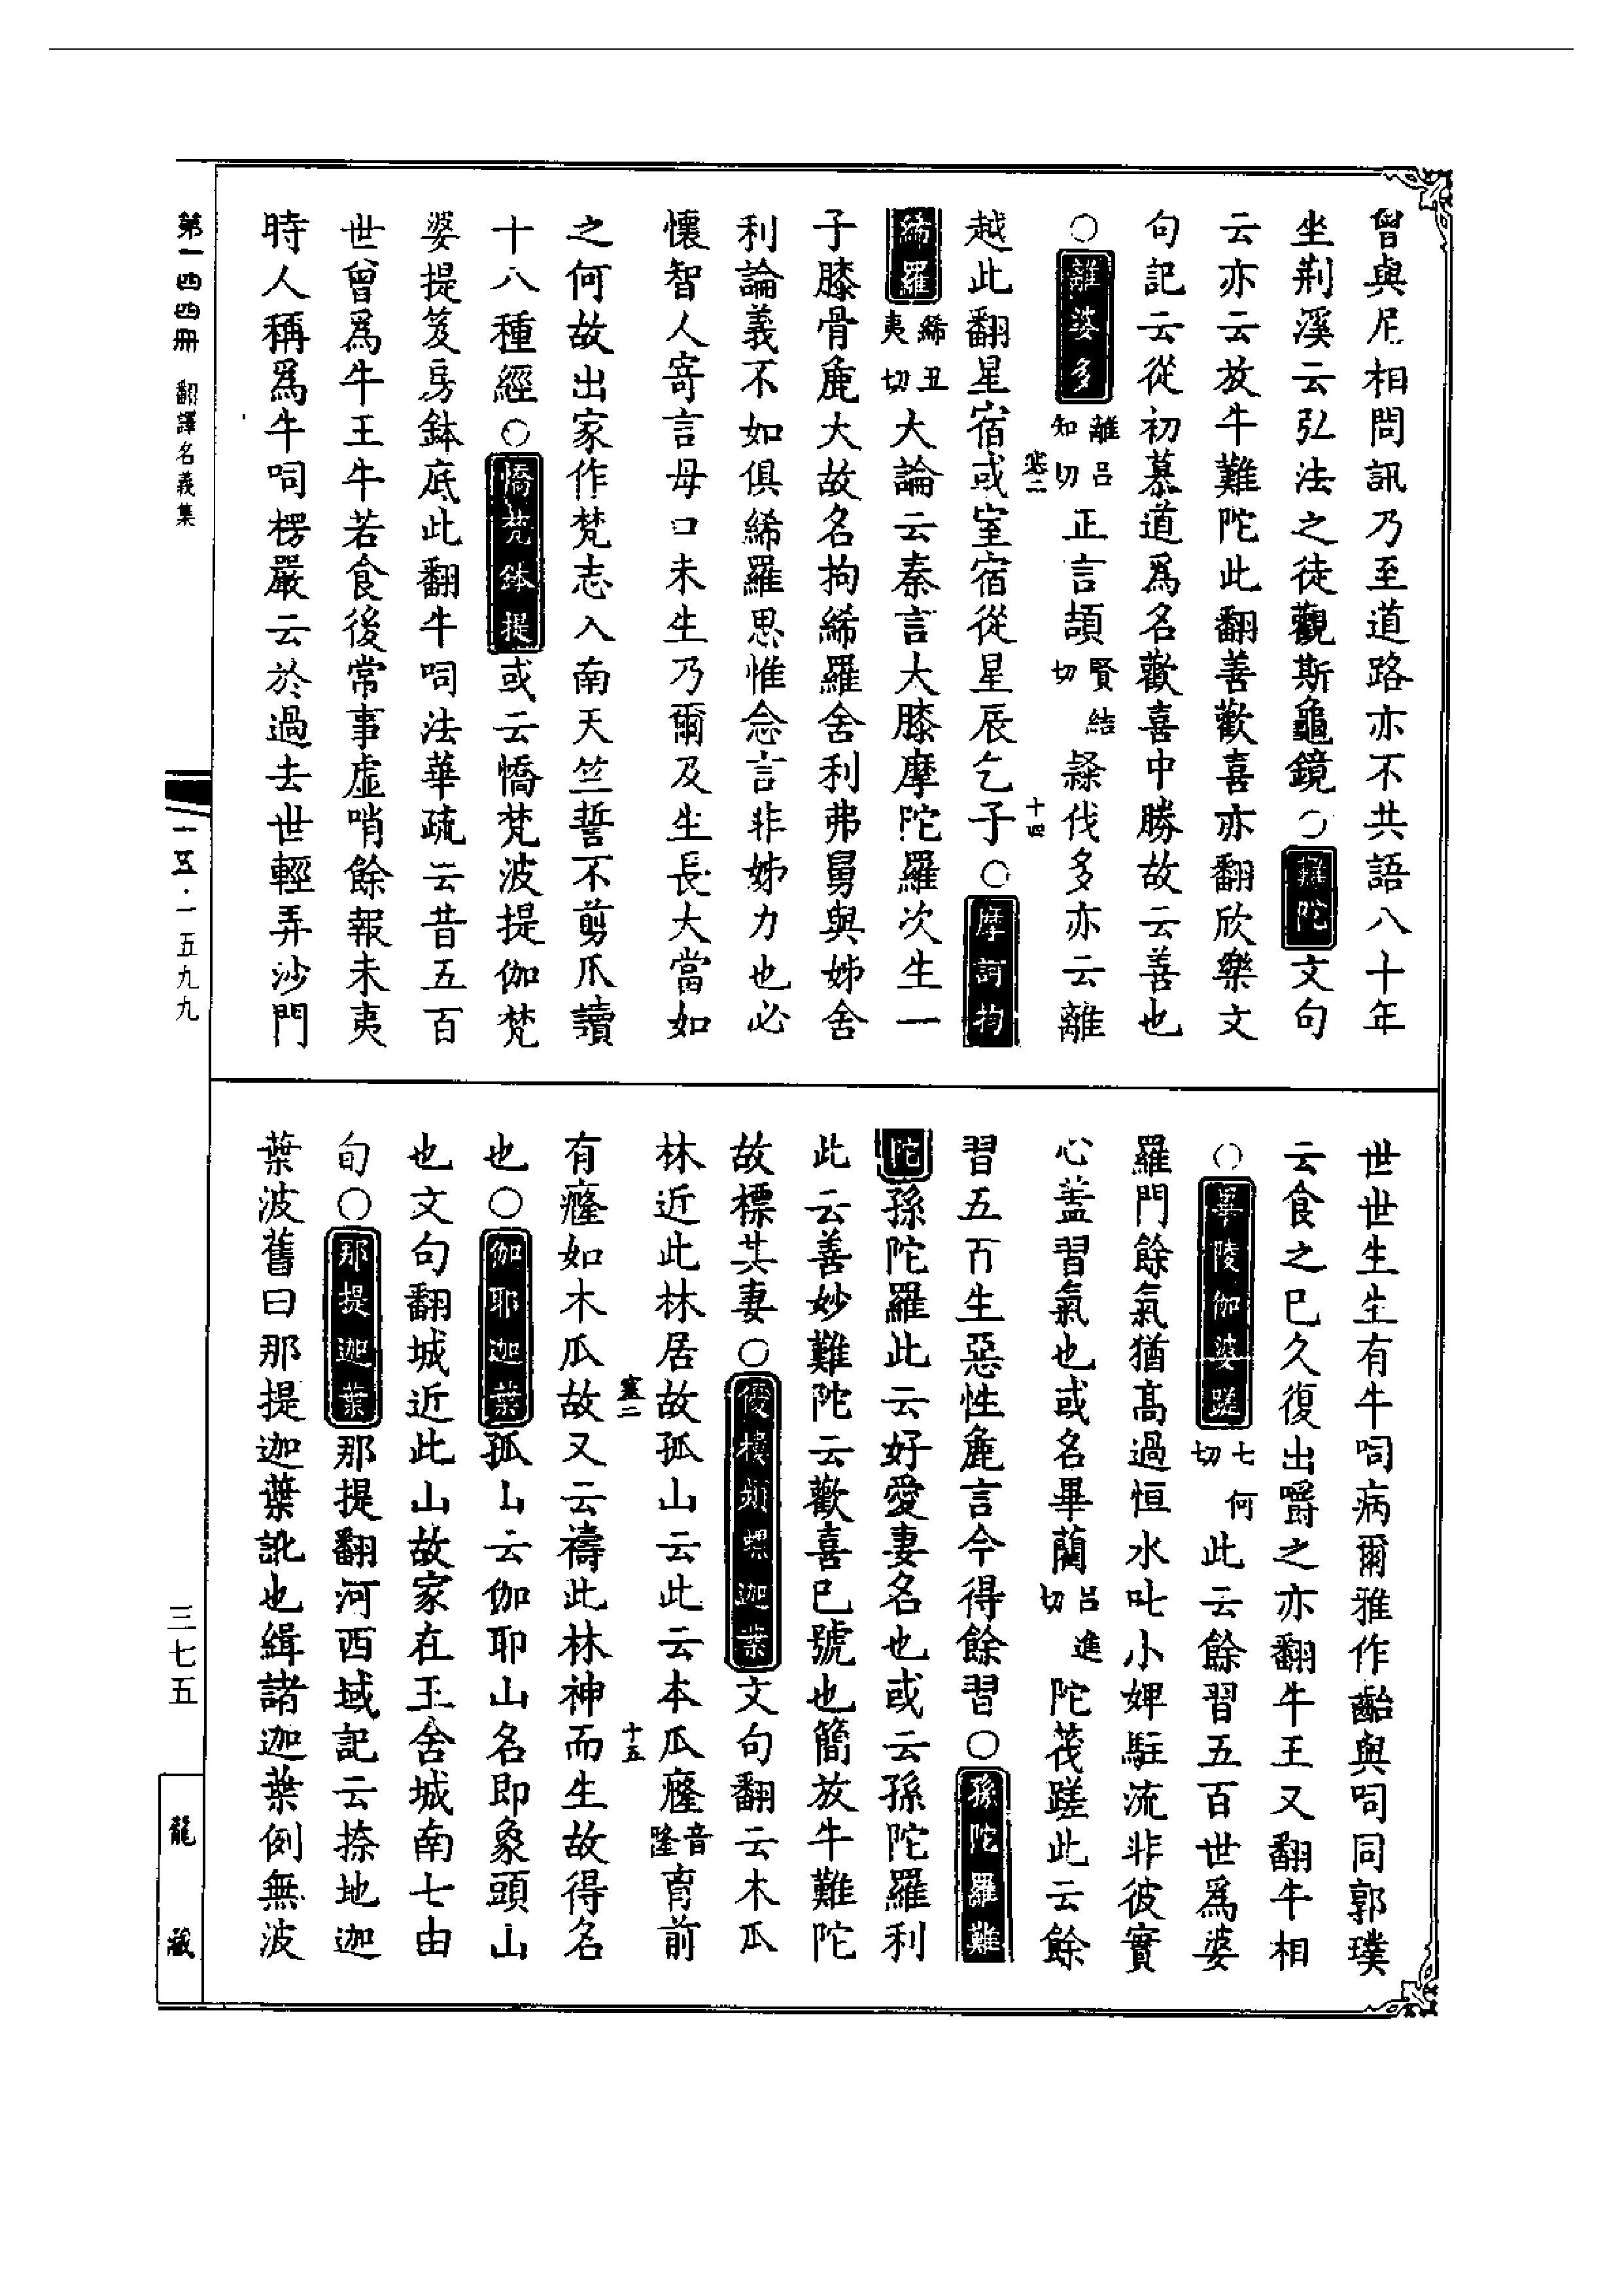 曾與尼相問訊乃至道路亦不共語八十年
坐荆溪云弘法之徒觀斯龜鏡○難陀文句
云亦云放牛難陀此翻善歡喜亦翻欣樂文
句記云從初慕道爲名歡喜中勝故云善也
○離婆多離呂知切正言頡賢結切隸伐多亦云離
塞二
十四
越此翻星宿或室宿從星辰乞子○摩訶拘
絺羅絺丑夷切大論云秦言大膝摩陀羅次生一
子膝骨麁大故名拘絺羅舍利弗舅與姊舍
利論義不如俱絺羅思惟念言非姊力也必
懷智人寄言母口未生乃爾及生長大當如
之何故出家作梵志入南天竺誓不剪爪讀
十八種經○憍梵鉢提或云憍梵波提伽梵
婆提笈房鉢底此翻牛呞法華疏云昔五百
世曾爲牛王牛若食後常事虛哨餘報未夷
時人稱爲牛呞楞嚴云於過去世輕弄沙門
世世生生有牛呞病爾雅作齝與呞同郭璞
云食之已久復出嚼之亦翻牛王又翻牛相
○畢陵伽婆蹉七何切此云餘習五百世爲婆
羅門餘氣猶高過恒水叱小婢駐流非彼實
心盖習氣也或名畢藺呂進切陀茷蹉此云餘
習五百生惡性麁言今得餘習○孫陀羅難
陀孫陀羅此云好愛妻名也或云孫陀羅利
此云善妙難陀云歡喜已號也簡放牛難陀
故標其妻○優樓頻螺迦葉文句翻云木瓜
林近此林居故孤山云此云本瓜癃音隆育前
塞二
十五
有癃如木瓜故又云禱此林神而生故得名
也○伽耶迦葉孤山云伽耶山名即象頭山
也文句翻城近此山故家在王舍城南七由
旬○那提迦葉那提翻河西域記云捺地迦
葉波舊曰那提迦葉訛也緝諸迦葉例無波
第一四四冊 翻譯名義集
一五·一五九九
三七五
龍藏